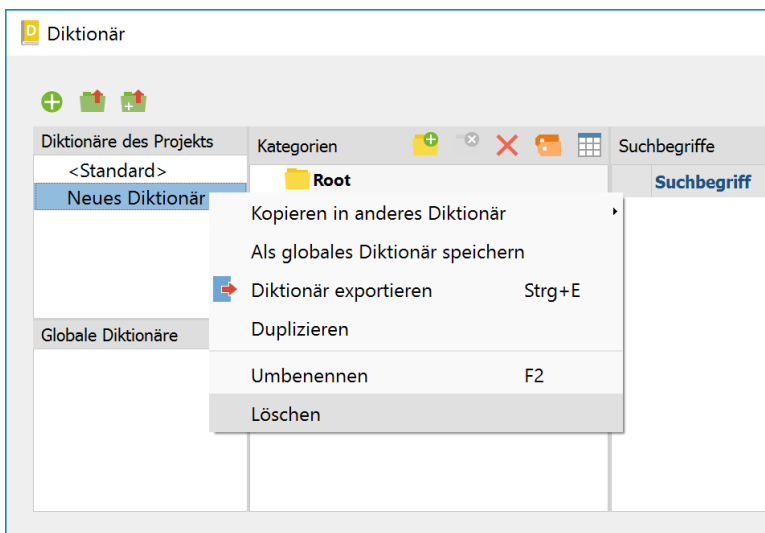 Diktionär
Diktionäre des Projekts
<Standard>
Neues Diktionär
Kategorien
Root
Suchbegriffe
Suchbegriff
Kopieren in anderes Diktionär
Als globales Diktionär speichern
Diktionär exportieren Strg+E
Duplizieren
Umbenennen F2
Löschen
Globale Diktionäre